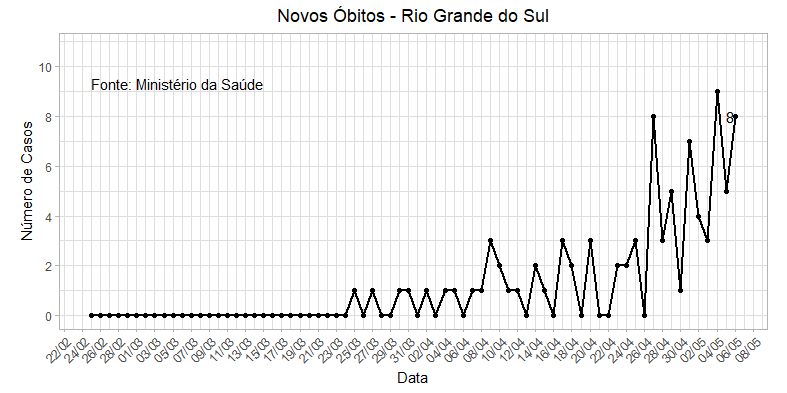 Novos Óbitos - Rio Grande do Sul
Fonte: Ministério da Saúde
Número de Casos
10
8
6
4
2
0
8
22/02 24/02 26/02 28/02 01/03 03/03 05/03 07/03 09/03 11/03 13/03 15/03 17/03 19/03 21/03 23/03 25/03 27/03 29/03 31/03 02/04 04/04 06/04 08/04 10/04 12/04 14/04 16/04 18/04 20/04 22/04 24/04 26/04 28/04 30/04 02/05 04/05 06/05 08/05
Data